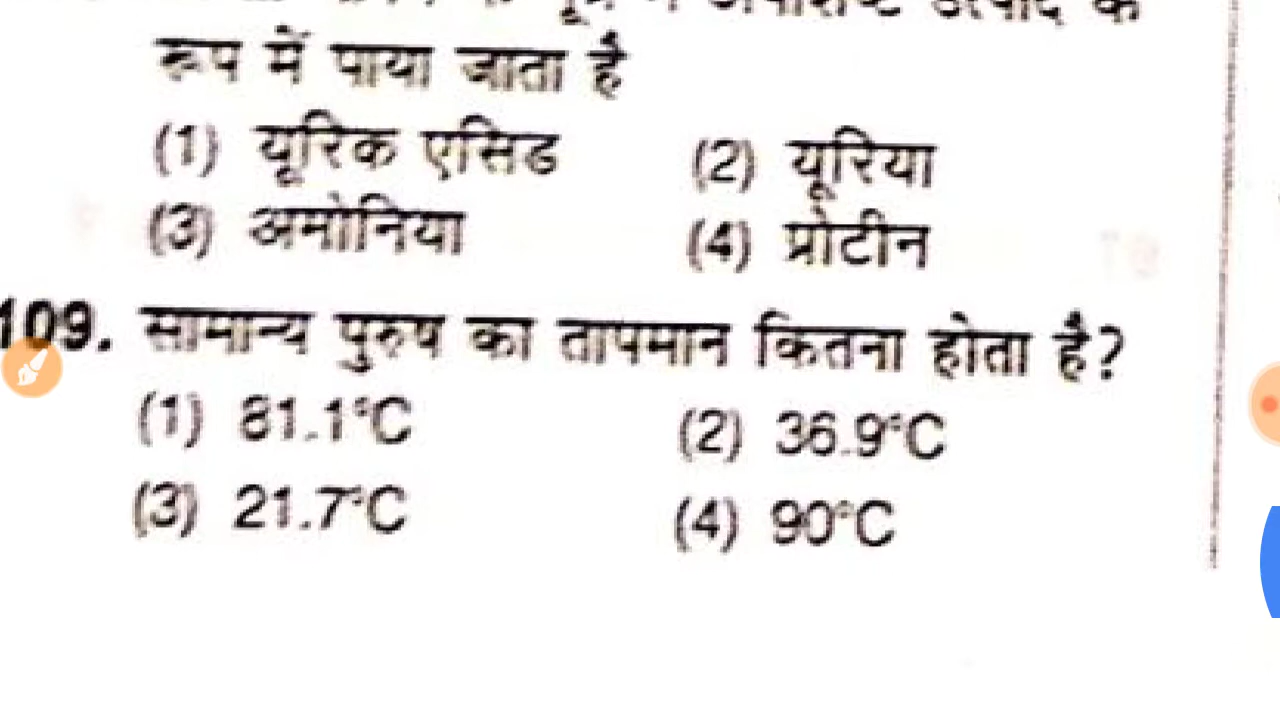 रूप में पाया जाता है
(1) यूरिक एसिड (2) यूरिया
(3) अमोनिया (4) प्रोटीन
109. सामान्य पुरुष का तापमान कितना होता है?
(1) 81.1°C (2) 36.9°C
(3) 21.7°C (4) 90°C